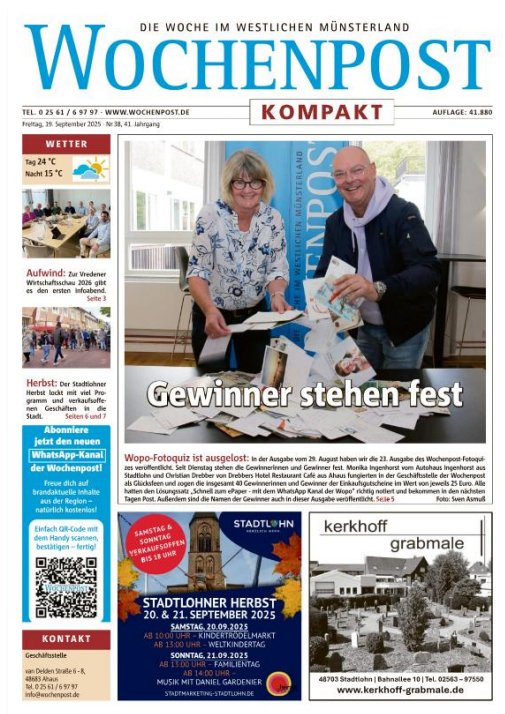 DIE WOCHE IM WESTLICHEN MÜNSTERLAND
WOCHENPOST
KOMPAKT
TEL. 0 25 61 / 6 97 97 · WWW.WOCHENPOST.DE
AUFLAGE: 41.880
Freitag, 19. September 2025 · Nr.38, 41. Jahrgang
WETTER
Tag 24 °C
Nacht 15 °C
Aufwind: Zur Vredener
Wirtschaftsschau 2026 gibt
es den ersten Infoabend.
Seite 3
Herbst: Der Stadtlohner
Herbst lockt mit viel Pro-
gramm und verkaufsoffe-
nen Geschäften in die
Stadt. Seiten 6 und 7
Abonniere
jetzt den neuen
WhatsApp-Kanal
der Wochenpost!
Freue dich auf
brandaktuelle Inhalte
aus der Region –
natürlich kostenlos!
Einfach QR-Code mit
dem Handy scannen,
bestätigen – fertig!
WOCHENPOST
KONTAKT
Geschäftsstelle
van Delden Straße 6 - 8,
48683 Ahaus
Tel. 0 25 61 / 6 97 97
info@wochenpost.de
IM WESTLICHEN MÜNSTERLAND
Gewinner stehen fest
Wopo-Fotoquiz ist ausgelost: In der Ausgabe vom 29. August haben wir die 23. Ausgabe des Wochenpost-Fotoqui-
zes veröffentlicht. Seit Dienstag stehen die Gewinnerinnen und Gewinner fest. Monika Ingenhorst vom Autohaus Ingenhorst aus
Stadtlohn und Christian Drebber von Drebbers Hotel Restaurant Café aus Ahaus fungierten in der Geschäftsstelle der Wochenpost
als Glücksfeen und zogen die insgesamt 40 Gewinnerinnen und Gewinner der Einkaufsgutscheine im Wert von jeweils 25 Euro. Alle
hatten den Lösungssatz „Schnell zum ePaper - mit dem WhatsApp Kanal der Wopo" richtig notiert und bekommen in den nächsten
Tagen Post. Außerdem sind die Namen der Gewinner auch in dieser Ausgabe veröffentlicht. Seite 5 Foto: Sven Asmuß
SAMSTAG &
SONNTAG
VERKAUFSOFFEN
BIS 18 UHR
STADTLOHN
STADTLOHNER HERBST
20. & 21. SEPTEMBER 2025
SAMSTAG, 20.09.2025
AB 10:00 UHR – KINDERTRÖDELMARKT
AB 13:00 UHR – WELTKINDERTAG
SONNTAG, 21.09.2025
AB 13:00 UHR – FAMILIENTAG
AB 14:00 UHR –
MUSIK MIT DANIEL GARDENIER
STADTMARKETING-STADTLOHN.DE
kerkhoff
grabmale
48703 Stadtlohn | Bahnallee 10 | Tel. 02563 – 97550
www.kerkhoff-grabmale.de